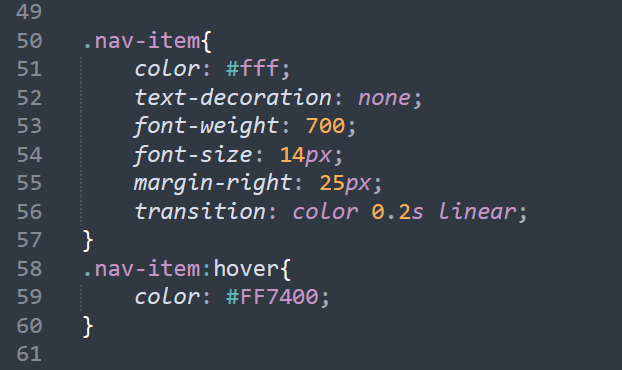 49
50 .nav-item{
51 color: #fff;
52 text-decoration: none;
53 font-weight: 700;
54 font-size: 14px;
55 margin-right: 25px;
56 transition: color 0.2s linear;
57 }
58 .nav-item:hover{
59 color: #FF7400;
60 }
61